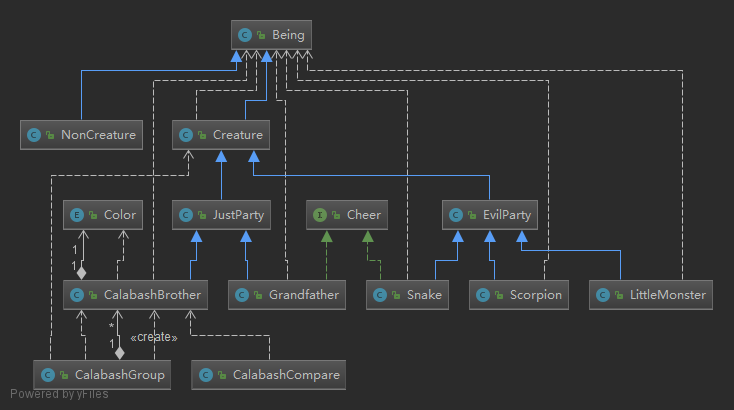 C Being
C NonCreature
C Creature
E Color
C JustParty
I Cheer
C EvilParty
1
1
C CalabashBrother
C Grandfather
C Snake
C Scorpion
C LittleMonster
*
1
«create»
C CalabashGroup
C CalabashCompare
Powered by yFiles